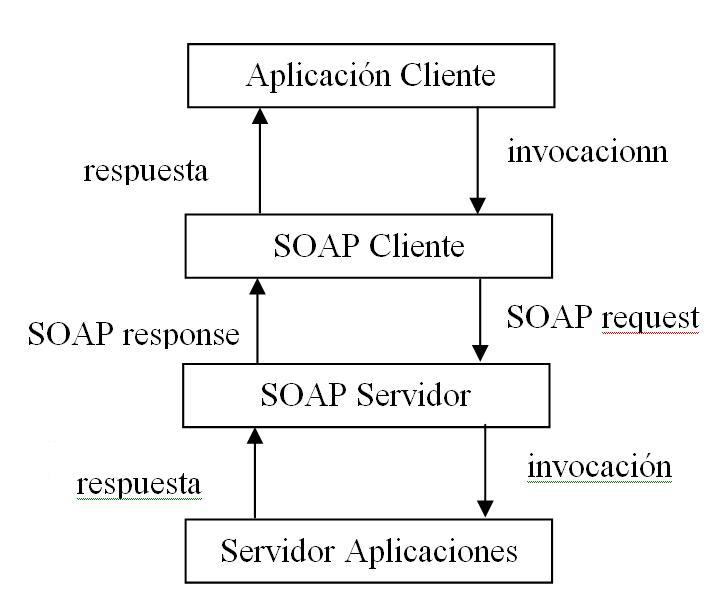 Aplicación Cliente
respuesta
invocacionn
SOAP Cliente
SOAP response
SOAP request
SOAP Servidor
respuesta
invocación
Servidor Aplicaciones